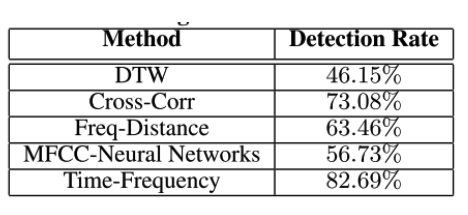 Method Detection Rate
DTW 46.15%
Cross-Corr 73.08%
Freq-Distance 63.46%
MFCC-Neural Networks 56.73%
Time-Frequency 82.69%